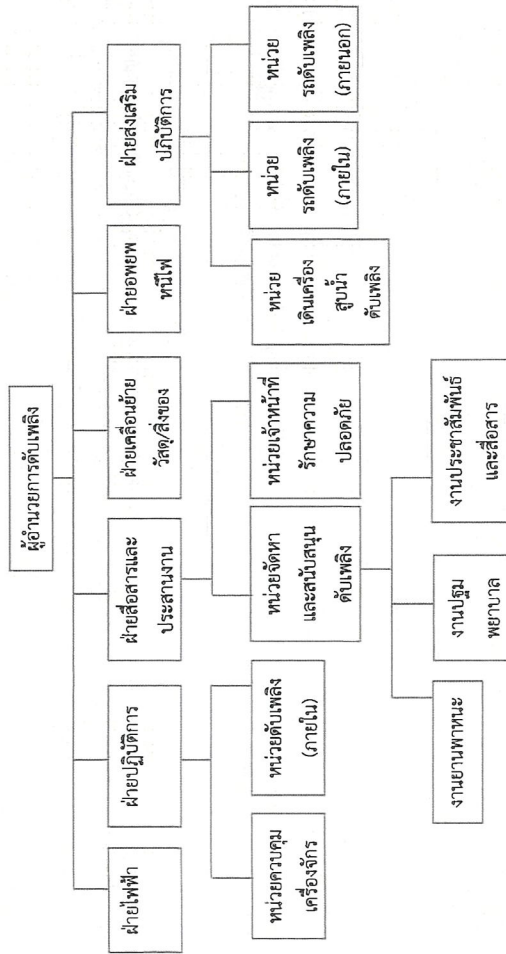 ผู้อำนวยการดับเพลิง
ฝ่ายไฟฟ้า
ฝ่ายปฏิบัติการ
ฝ่ายสื่อสารและ
ประสานงาน
ฝ่ายเคลื่อนย้าย
วัสดุ/สิ่งของ
ฝ่ายอพยพ
หนีไฟ
ฝ่ายส่งเสริม
ปฏิบัติการ
หน่วยควบคุม
เครื่องจักร
หน่วยดับเพลิง
(ภายใน)
หน่วยจัดหา
และสนับสนุน
ดับเพลิง
หน่วยเจ้าหน้าที่
รักษาความ
ปลอดภัย
หน่วย
เดินเครื่อง
สูบน้ำ
ดับเพลิง
หน่วย
รถดับเพลิง
(ภายใน)
หน่วย
รถดับเพลิง
(ภายนอก)
งานยานพาหนะ
งานปฐม
พยาบาล
งานประชาสัมพันธ์
และสื่อสาร